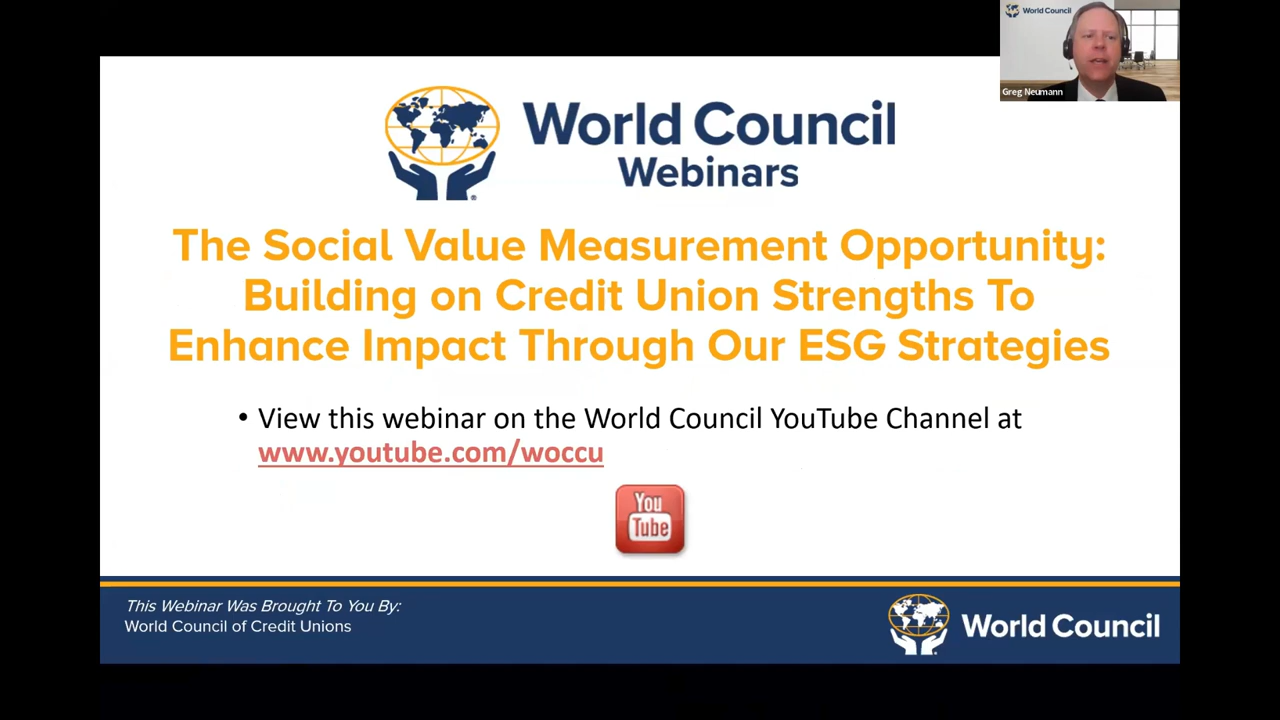 World Council
Greg Neumann
World Council
Webinars
The Social Value Measurement Opportunity:
Building on Credit Union Strengths To
Enhance Impact Through Our ESG Strategies
• View this webinar on the World Council YouTube Channel at
www.youtube.com/woccu
You
Tube
This Webinar Was Brought To You By:
World Council of Credit Unions
World Council